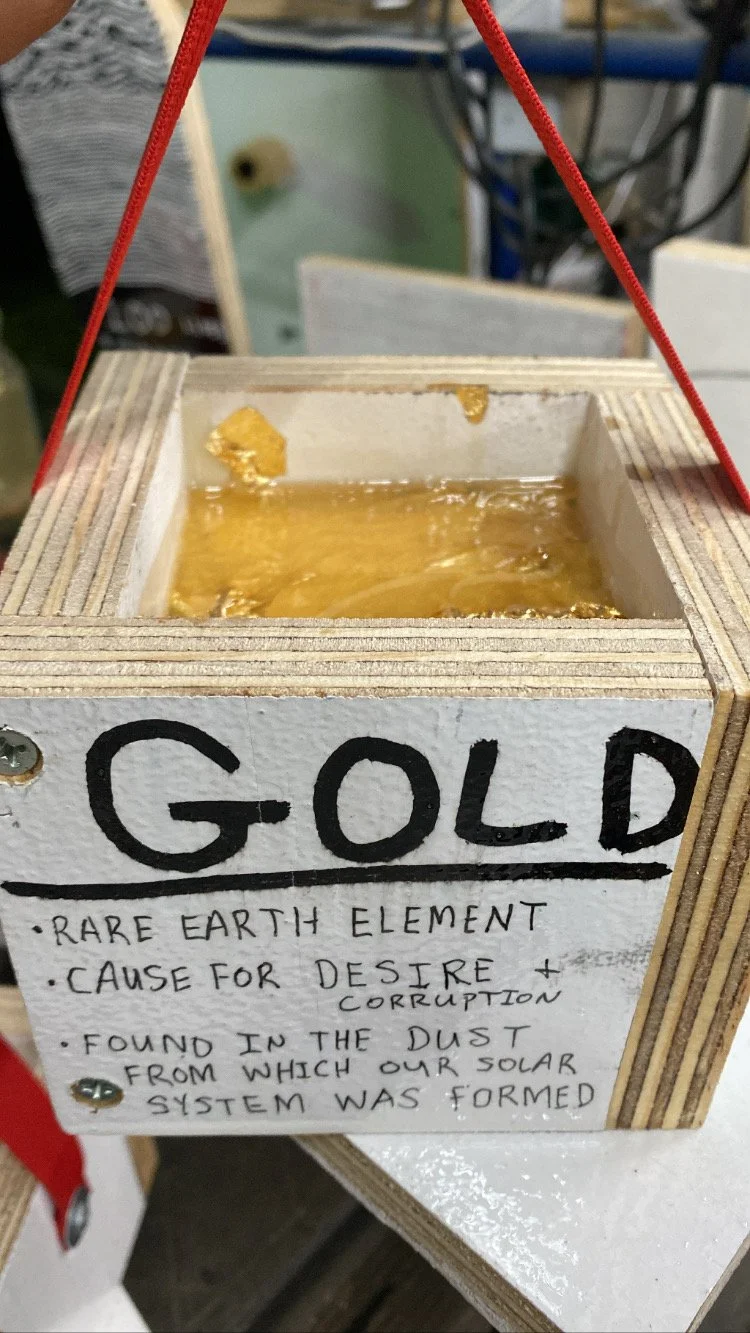 GOLD
• RARE EARTH ELEMENT
• CAUSE FOR DESIRE +
CORRUPTION
• FOUND IN THE DUST
FROM WHICH OUR SOLAR
SYSTEM WAS FORMED